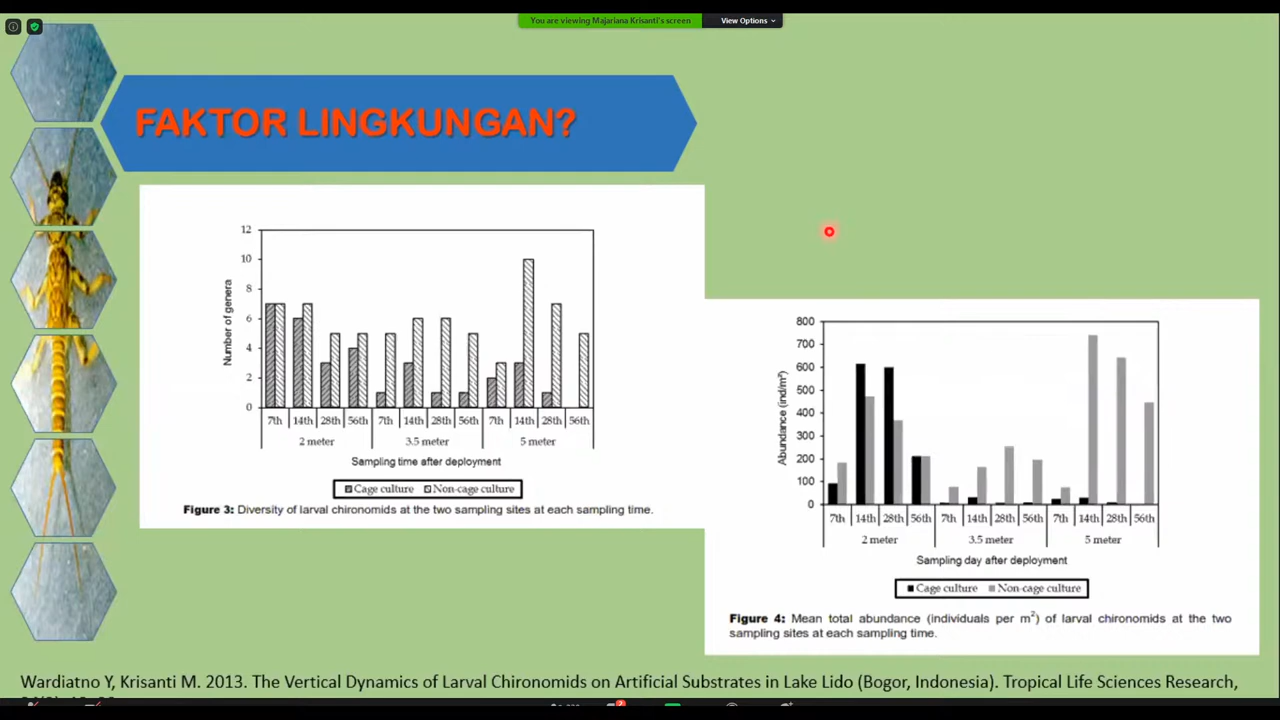 You are viewing Majariana Krisanti's screen
View Options
FAKTOR LINGKUNGAN?
12
10
8
6
4
2
0
Number of genera
7th 14th 28th 56th 7th 14th 28th 56th 7th 14th 28th 56th
2 meter 3.5 meter 5 meter
Sampling time after deployment
Cage culture Non-cage culture
Figure 3: Diversity of larval chironomids at the two sampling sites at each sampling time.
800
700
600
500
400
300
200
100
0
Abundance (ind/m²)
7th 14th 28th 56th 7th 14th 28th 56th 7th 14th 28th 56th
2 meter 3.5 meter 5 meter
Sampling day after deployment
Cage culture Non-cage culture
Figure 4: Mean total abundance (individuals per m²) of larval chironomids at the two
sampling sites at each sampling time.
Wardiatno Y, Krisanti M. 2013. The Vertical Dynamics of Larval Chironomids on Artificial Substrates in Lake Lido (Bogor, Indonesia). Tropical Life Sciences Research,